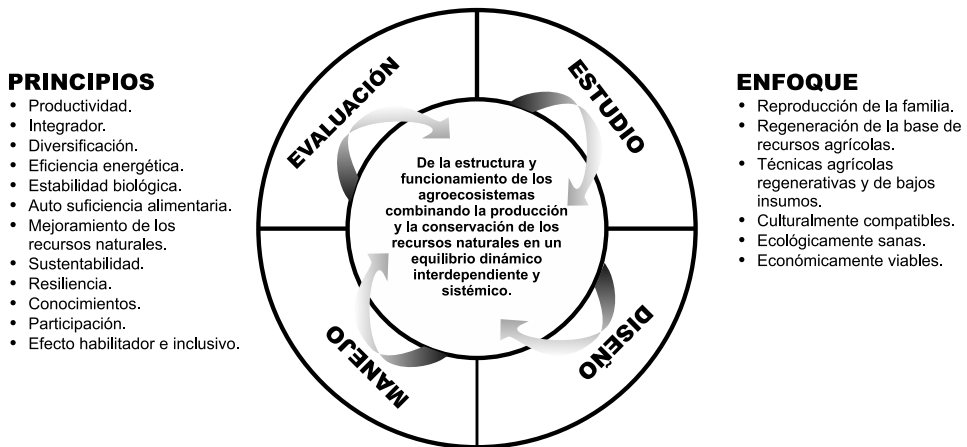 PRINCIPIOS
• Productividad.
• Integrador.
• Diversificación.
• Eficiencia energética.
• Estabilidad biológica.
• Auto suficiencia alimentaria.
• Mejoramiento de los
recursos naturales.
• Sustentabilidad.
• Resiliencia.
• Conocimientos.
• Participación.
• Efecto habilitador e inclusivo.
EVALUACIÓN
ESTUDIO
De la estructura y
funcionamiento de los
agroecosistemas
combinando la producción
y la conservación de los
recursos naturales en un
equilibrio dinámico
interdependiente y
sistémico.
MANEJO
DISEÑO
ENFOQUE
• Reproducción de la familia.
• Regeneración de la base de
recursos agrícolas.
• Técnicas agrícolas
regenerativas y de bajos
insumos.
• Culturalmente compatibles.
• Ecológicamente sanas.
• Económicamente viables.